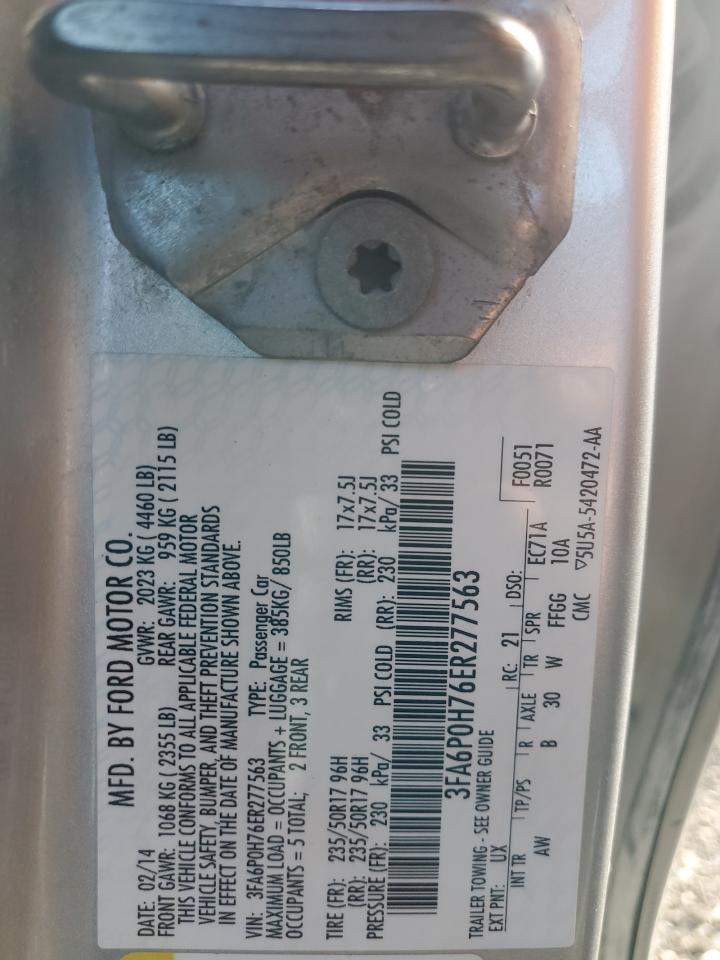 MFD. BY FORD MOTOR CO.
DATE: 02/14 GVWR: 2023 KG ( 4460 LB)
FRONT GAWR: 1068 KG ( 2355 LB) REAR GAWR: 959 KG ( 2115 LB)
THIS VEHICLE CONFORMS TO ALL APPLICABLE FEDERAL MOTOR
VEHICLE SAFETY, BUMPER, AND THEFT PREVENTION STANDARDS
IN EFFECT ON THE DATE OF MANUFACTURE SHOWN ABOVE.
VIN: 3FA6P0H76ER277563 TYPE: Passenger Car
MAXIMUM LOAD = OCCUPANTS + LUGGAGE = 385KG/ 850LB
OCCUPANTS = 5 TOTAL; 2 FRONT, 3 REAR
TIRE (FR): 235/50R17 96H RIMS (FR): 17x7.5J
(RR): 235/50R17 96H (RR): 17x7.5J
PRESSURE (FR): 230 kPa/ 33 PSI COLD (RR): 230 kPa/ 33 PSI COLD
3FA6P0H76ER277563
TRAILER TOWING - SEE OWNER GUIDE
EXT PNT: UX RC: 21 DSO: F0051
R0071
INT TR TP/PS R AXLE TR SPR EC71A
AW B 30 W FFGG 10A
CMC ▽5U5A-5420472-AA